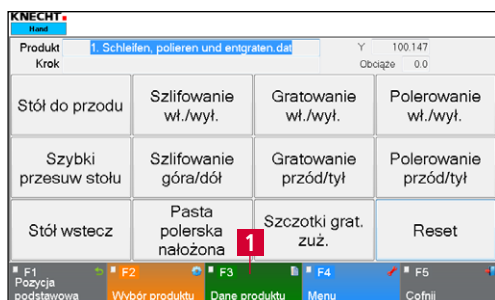 KNECHT
Hand
Produkt 1. Schleifen, polieren und entgraten.dat Y 100.147
Krok Obciąże 0.0
Stół do przodu
Szlifowanie
wł./wył.
Gratowanie
wł./wył.
Polerowanie
wł./wył.
Szybki
przesuw stołu
Szlifowanie
góra/dół
Gratowanie
przód/tył
Polerowanie
przód/tył
Stół wstecz
Pasta
polerska
nałożona
Szczotki grat.
zuż.
Reset
1
F1
Pozycja
podstawowa
F2
Wybór produktu
F3
Dane produktu
F4
Menu
F5
Cofnij